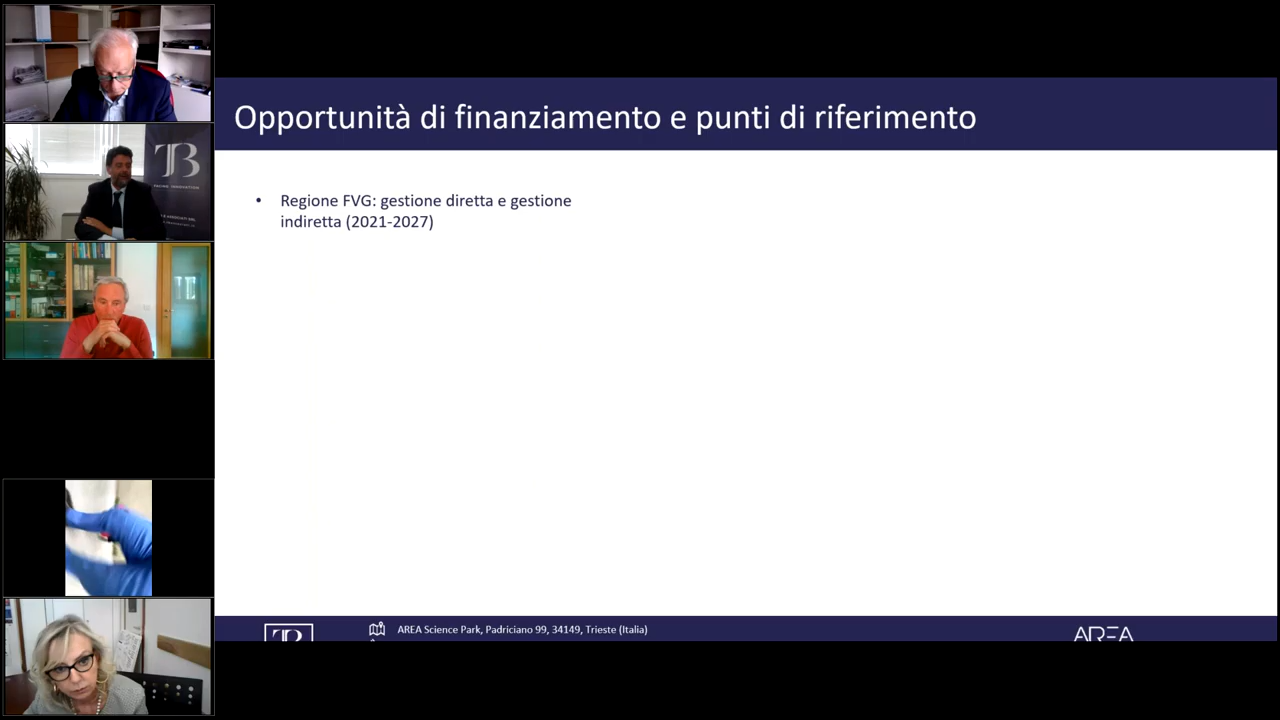 Opportunità di finanziamento e punti di riferimento
• Regione FVG: gestione diretta e gestione
indiretta (2021-2027)
TB
AREA Science Park, Padriciano 99, 34149, Trieste (Italia)
AREA